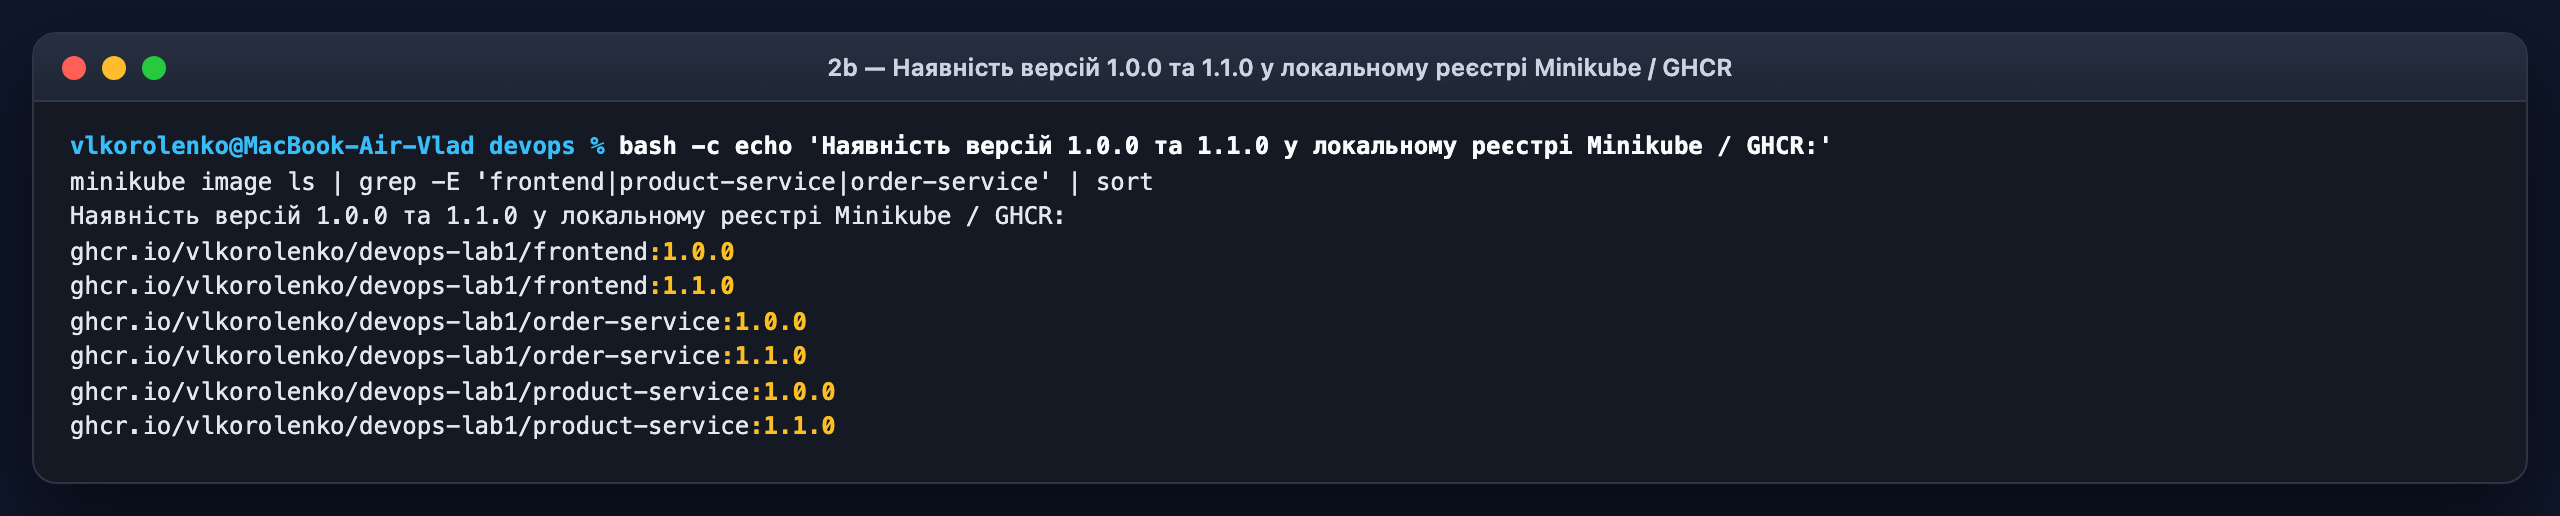 2b — Наявність версій 1.0.0 та 1.1.0 у локальному реєстрі Minikube / GHCR
vlkorolenko@MacBook-Air-Vlad devops % bash -c echo 'Наявність версій 1.0.0 та 1.1.0 у локальному реєстрі Minikube / GHCR:'
minikube image ls | grep -E 'frontend|product-service|order-service' | sort
Наявність версій 1.0.0 та 1.1.0 у локальному реєстрі Minikube / GHCR:
ghcr.io/vlkorolenko/devops-lab1/frontend:1.0.0
ghcr.io/vlkorolenko/devops-lab1/frontend:1.1.0
ghcr.io/vlkorolenko/devops-lab1/order-service:1.0.0
ghcr.io/vlkorolenko/devops-lab1/order-service:1.1.0
ghcr.io/vlkorolenko/devops-lab1/product-service:1.0.0
ghcr.io/vlkorolenko/devops-lab1/product-service:1.1.0